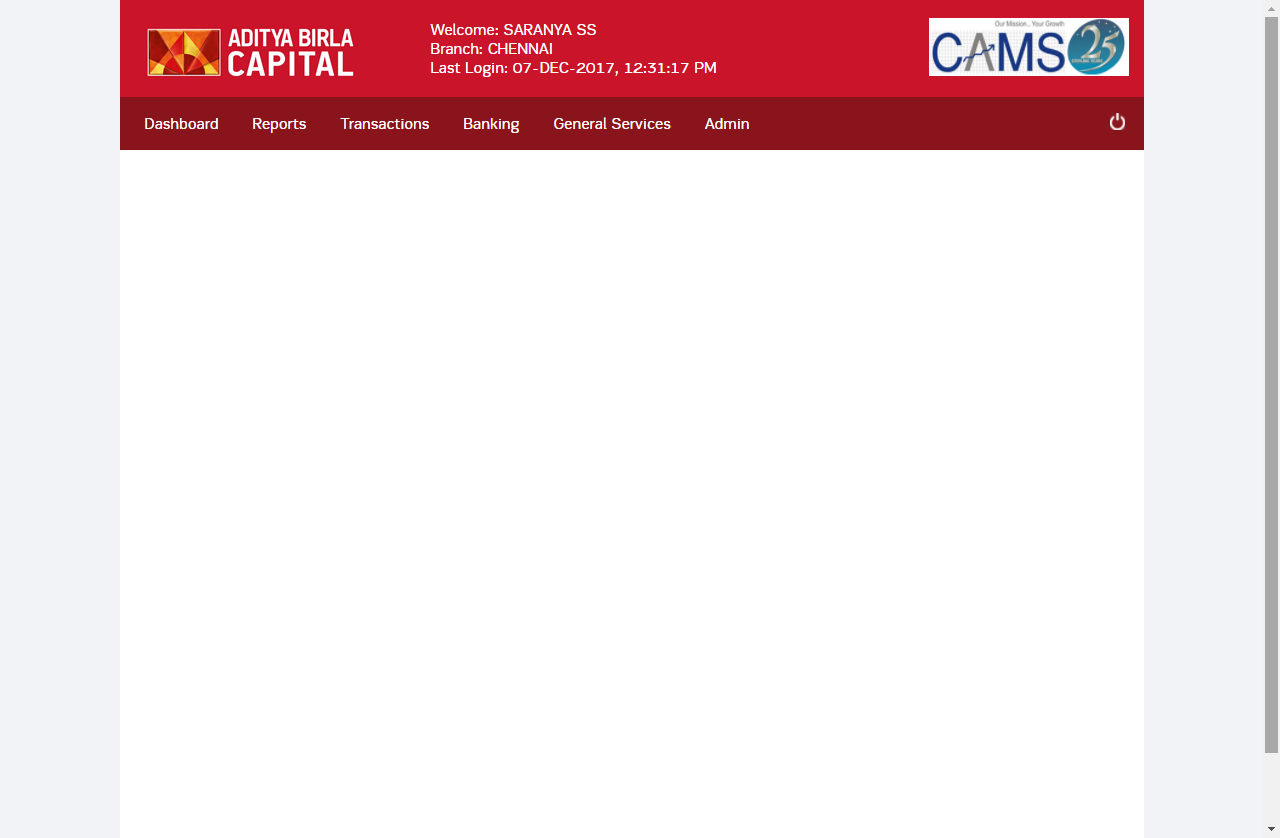 ADITYA BIRLA
CAPITAL
Welcome: SARANYA SS
Branch: CHENNAI
Last Login: 07-DEC-2017, 12:31:17 PM
Our Mission... Your Growth
CAMS 25
Dashboard Reports Transactions Banking General Services Admin